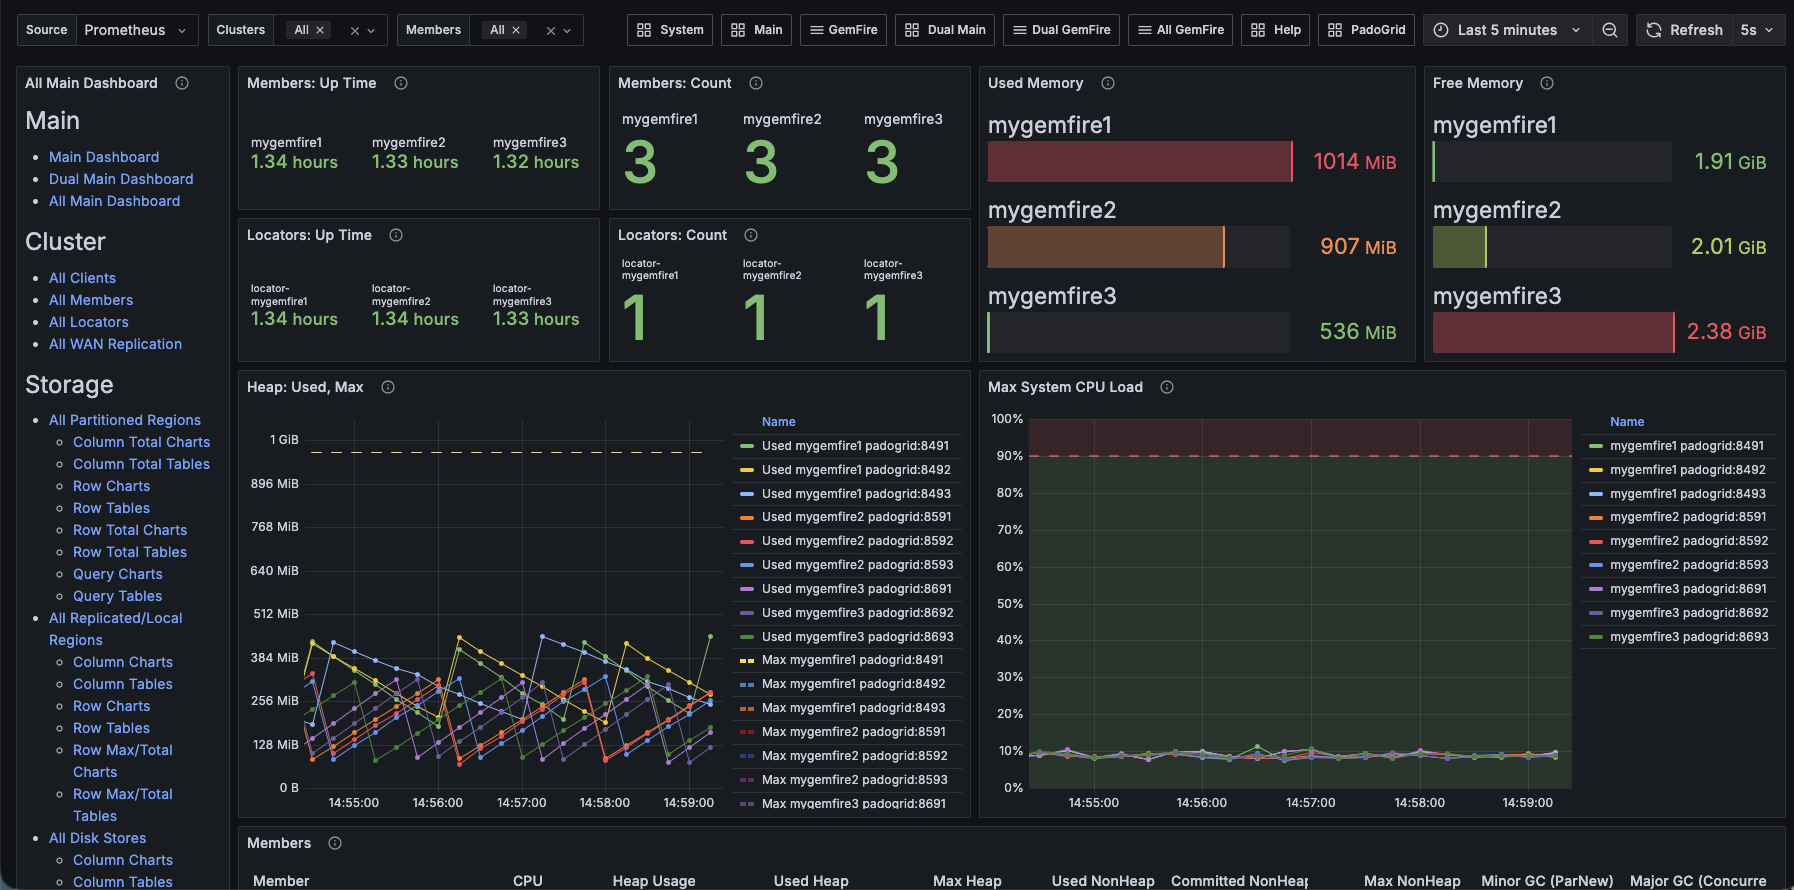 Source Prometheus Clusters All Members All System Main GemFire Dual Main Dual GemFire All GemFire Help PadoGrid Last 5 minutes Refresh 5s
All Main Dashboard
Main
Main Dashboard
Dual Main Dashboard
All Main Dashboard
Cluster
All Clients
All Members
All Locators
All WAN Replication
Storage
All Partitioned Regions
Column Total Charts
Column Total Tables
Row Charts
Row Tables
Row Total Charts
Row Total Tables
Query Charts
Query Tables
All Replicated/Local
Regions
Column Charts
Column Tables
Row Charts
Row Tables
Row Max/Total
Charts
Row Max/Total
Tables
All Disk Stores
Column Charts
Column Tables
Members: Up Time
mygemfire1 mygemfire2 mygemfire3
1.34 hours 1.33 hours 1.32 hours
Members: Count
mygemfire1 mygemfire2 mygemfire3
3 3 3
Locators: Up Time
locator- locator- locator-
mygemfire1 mygemfire2 mygemfire3
1.34 hours 1.34 hours 1.33 hours
Locators: Count
locator- locator- locator-
mygemfire1 mygemfire2 mygemfire3
1 1 1
Used Memory
mygemfire1
1014 MiB
mygemfire2
907 MiB
mygemfire3
536 MiB
Free Memory
mygemfire1
1.91 GiB
mygemfire2
2.01 GiB
mygemfire3
2.38 GiB
Heap: Used, Max
1 GiB
896 MiB
768 MiB
640 MiB
512 MiB
384 MiB
256 MiB
128 MiB
0 B
14:55:00 14:56:00 14:57:00 14:58:00 14:59:00
Name
Used mygemfire1 padogrid:8491
Used mygemfire1 padogrid:8492
Used mygemfire1 padogrid:8493
Used mygemfire2 padogrid:8591
Used mygemfire2 padogrid:8592
Used mygemfire2 padogrid:8593
Used mygemfire3 padogrid:8691
Used mygemfire3 padogrid:8692
Used mygemfire3 padogrid:8693
Max mygemfire1 padogrid:8491
Max mygemfire1 padogrid:8492
Max mygemfire1 padogrid:8493
Max mygemfire2 padogrid:8591
Max mygemfire2 padogrid:8592
Max mygemfire2 padogrid:8593
Max mygemfire3 padogrid:8691
Max System CPU Load
100%
90%
80%
70%
60%
50%
40%
30%
20%
10%
0%
14:55:00 14:56:00 14:57:00 14:58:00 14:59:00
Name
mygemfire1 padogrid:8491
mygemfire1 padogrid:8492
mygemfire1 padogrid:8493
mygemfire2 padogrid:8591
mygemfire2 padogrid:8592
mygemfire2 padogrid:8593
mygemfire3 padogrid:8691
mygemfire3 padogrid:8692
mygemfire3 padogrid:8693
Members
Member CPU Heap Usage Used Heap Max Heap Used NonHeap Committed NonHeap Max NonHeap Minor GC (ParNew) Major GC (Concurre